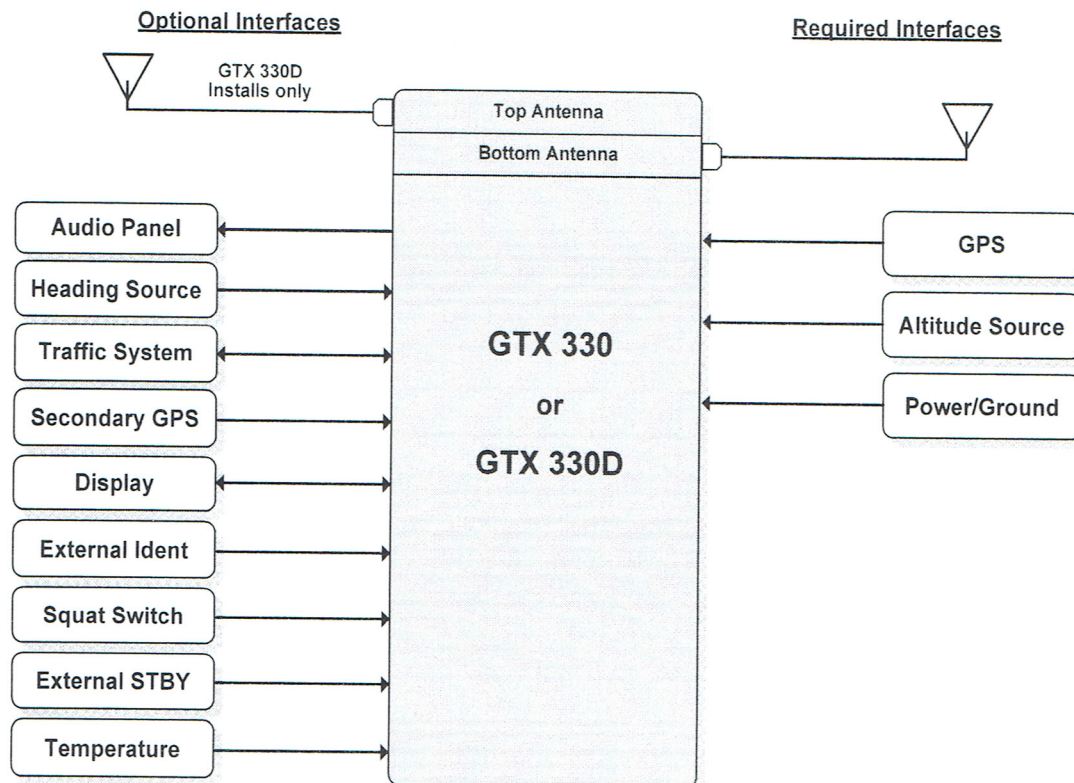 Optional Interfaces
Required Interfaces
GTX 330D
Installs only
Top Antenna
Bottom Antenna
Audio Panel
Heading Source
Traffic System
Secondary GPS
Display
External Ident
Squat Switch
External STBY
Temperature
GTX 330
or
GTX 330D
GPS
Altitude Source
Power/Ground